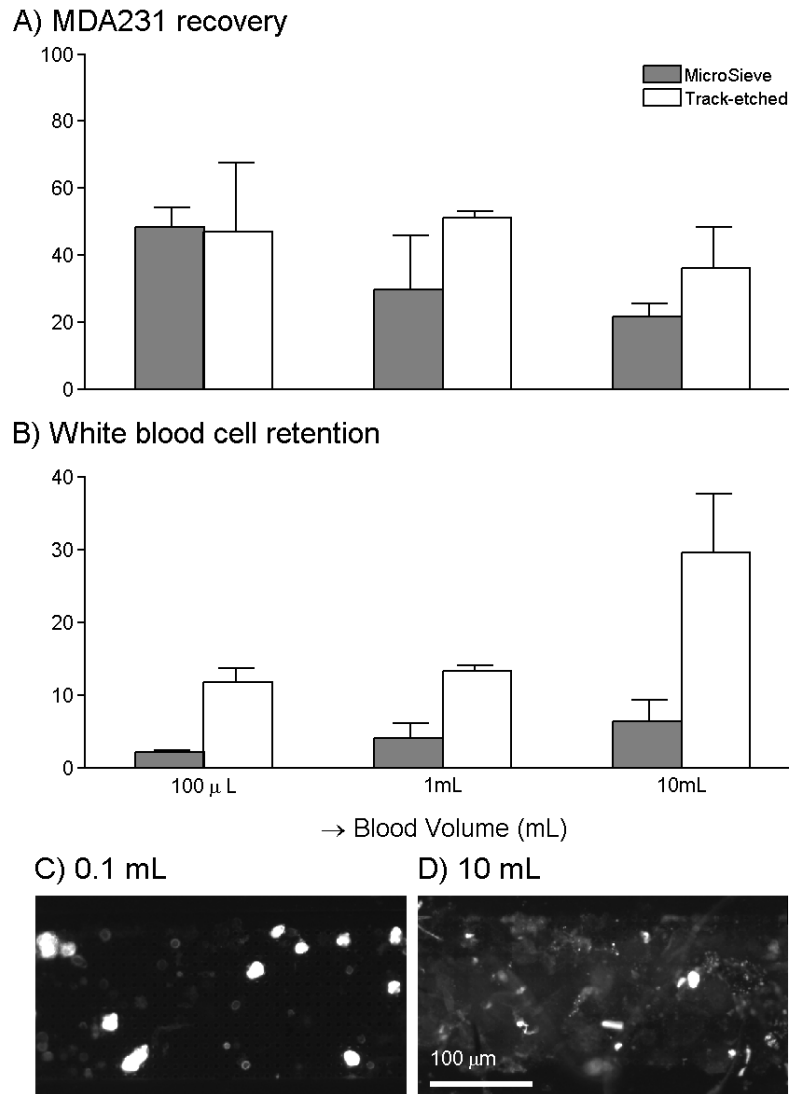 A) MDA231 recovery
100
80
60
40
20
0
MicroSieve
Track-etched
B) White blood cell retention
40
30
20
10
0
100 μ L 1mL 10mL
→ Blood Volume (mL)
C) 0.1 mL D) 10 mL
100 μm